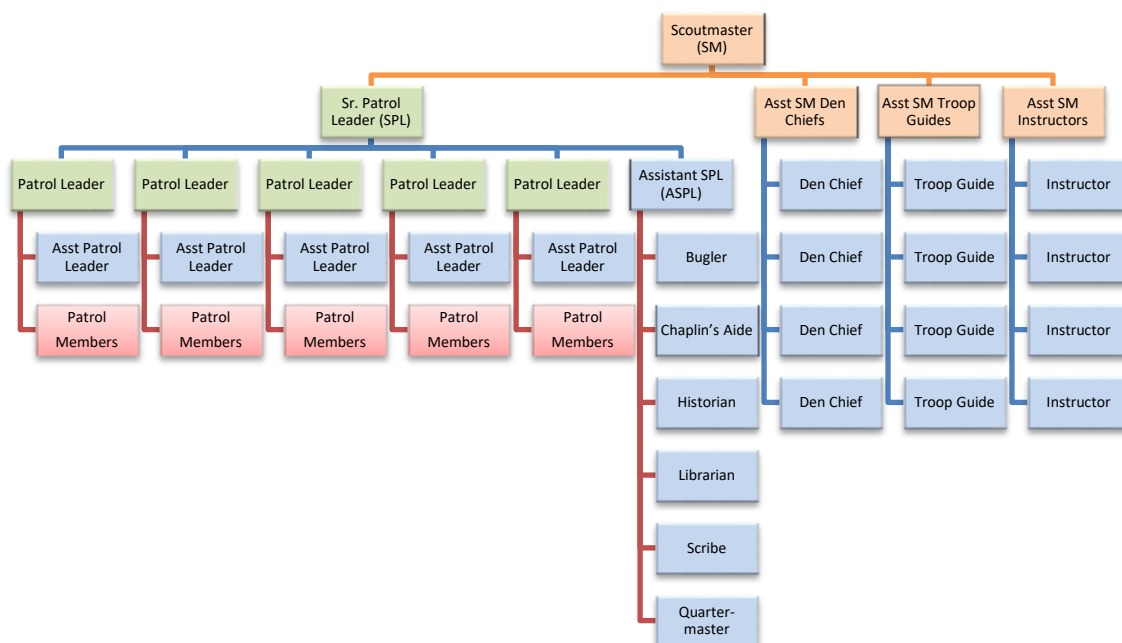 Scoutmaster
(SM)
Sr. Patrol
Leader (SPL)
Asst SM Den
Chiefs
Asst SM Troop
Guides
Asst SM
Instructors
Patrol Leader
Patrol Leader
Patrol Leader
Patrol Leader
Patrol Leader
Assistant SPL
(ASPL)
Den Chief
Troop Guide
Instructor
Asst Patrol
Leader
Asst Patrol
Leader
Asst Patrol
Leader
Asst Patrol
Leader
Asst Patrol
Leader
Bugler
Den Chief
Troop Guide
Instructor
Patrol
Members
Patrol
Members
Patrol
Members
Patrol
Members
Patrol
Members
Chaplin's Aide
Den Chief
Troop Guide
Instructor
Historian
Den Chief
Troop Guide
Instructor
Librarian
Scribe
Quarter-
master